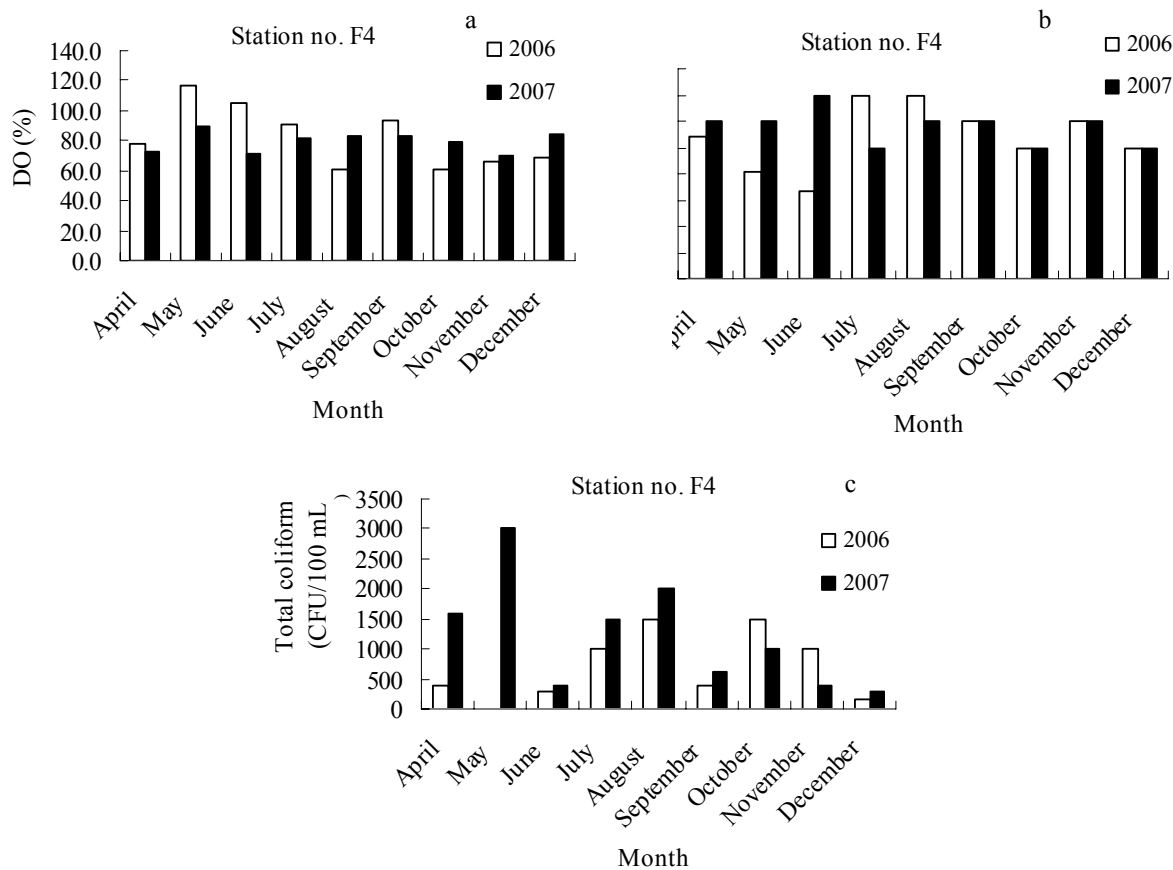 a
Station no. F4
2006
2007
DO (%)
140.0
120.0
100.0
80.0
60.0
40.0
20.0
0.0
April
May
June
July
August
September
October
November
December
Month
b
Station no. F4
2006
2007
May
June
July
August
September
October
November
December
Month
c
Station no. F4
2006
2007
Total coliform
(CFU/100 mL )
3500
3000
2500
2000
1500
1000
500
0
April
May
June
July
August
September
October
November
December
Month